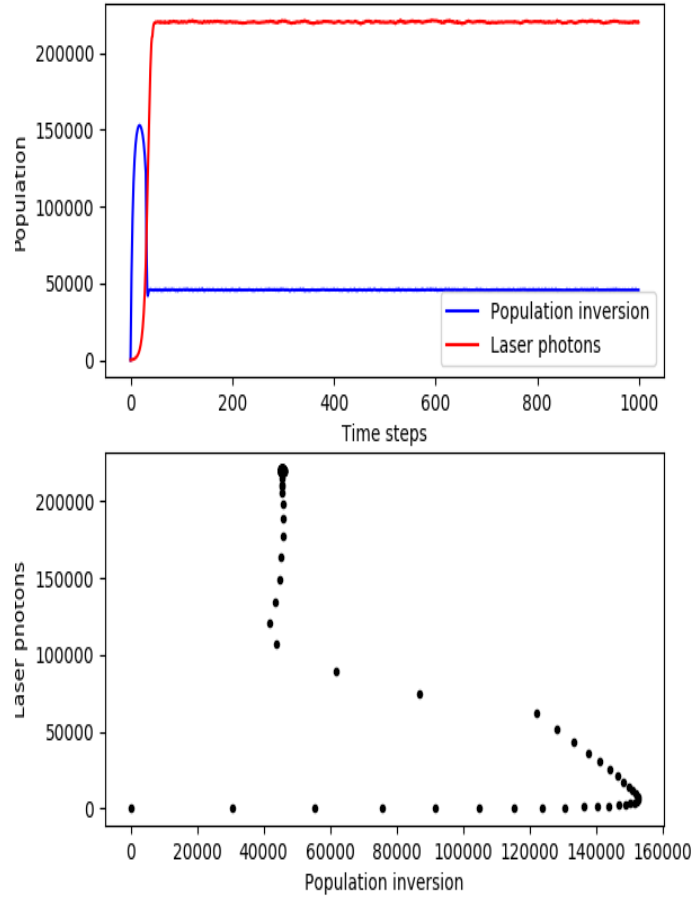 Population
200000
150000
100000
50000
0
Population inversion
Laser photons
0 200 400 600 800 1000
Time steps
Laser pnotons
200000
150000
100000
50000
0
0 20000 40000 60000 80000 100000 120000 140000 160000
Population inversion